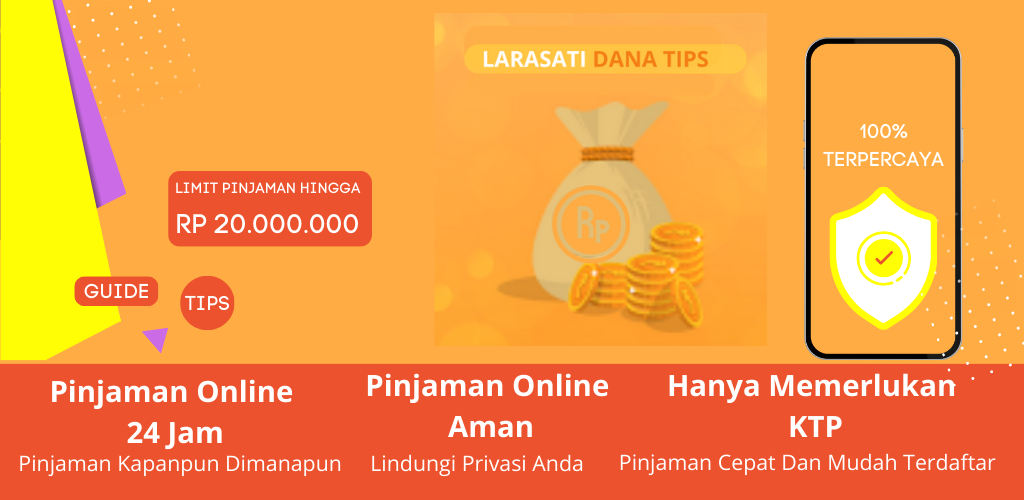 LARASATI DANA TIPS
100%
TERPERCAYA
LIMIT PINJAMAN HINGGA
RP 20.000.000
Rp
GUIDE
TIPS
Pinjaman Online
24 Jam
Pinjaman Kapanpun Dimanapun
Pinjaman Online
Aman
Lindungi Privasi Anda
Hanya Memerlukan
KTP
Pinjaman Cepat Dan Mudah Terdaftar